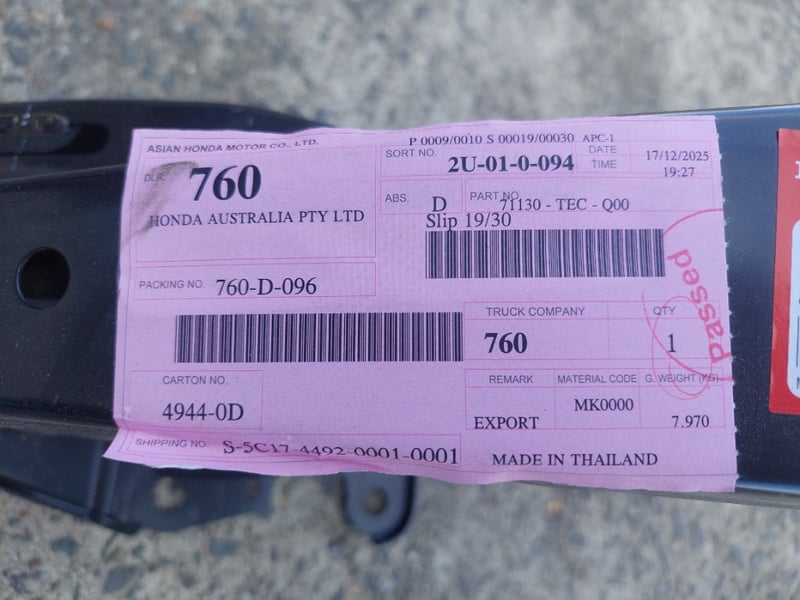 ASIAN HONDA MOTOR CO., LTD.
DLR.
760
HONDA AUSTRALIA PTY LTD
PACKING NO. 760-D-096
CARTON NO.
4944-0D
SHIPPING NO. S-5C17-4492-0001-0001
P 0009/0010 S 00019/00030 APC-1
SORT NO. 2U-01-0-094
DATE
TIME
17/12/2025
19:27
ABS: D
PART NO.
71130 - TEC - Q00
Slip 19/30
passed
TRUCK COMPANY
760
QTY
1
REMARK
EXPORT
MATERIAL CODE
MK0000
G. WEIGHT (KG)
7.970
MADE IN THAILAND